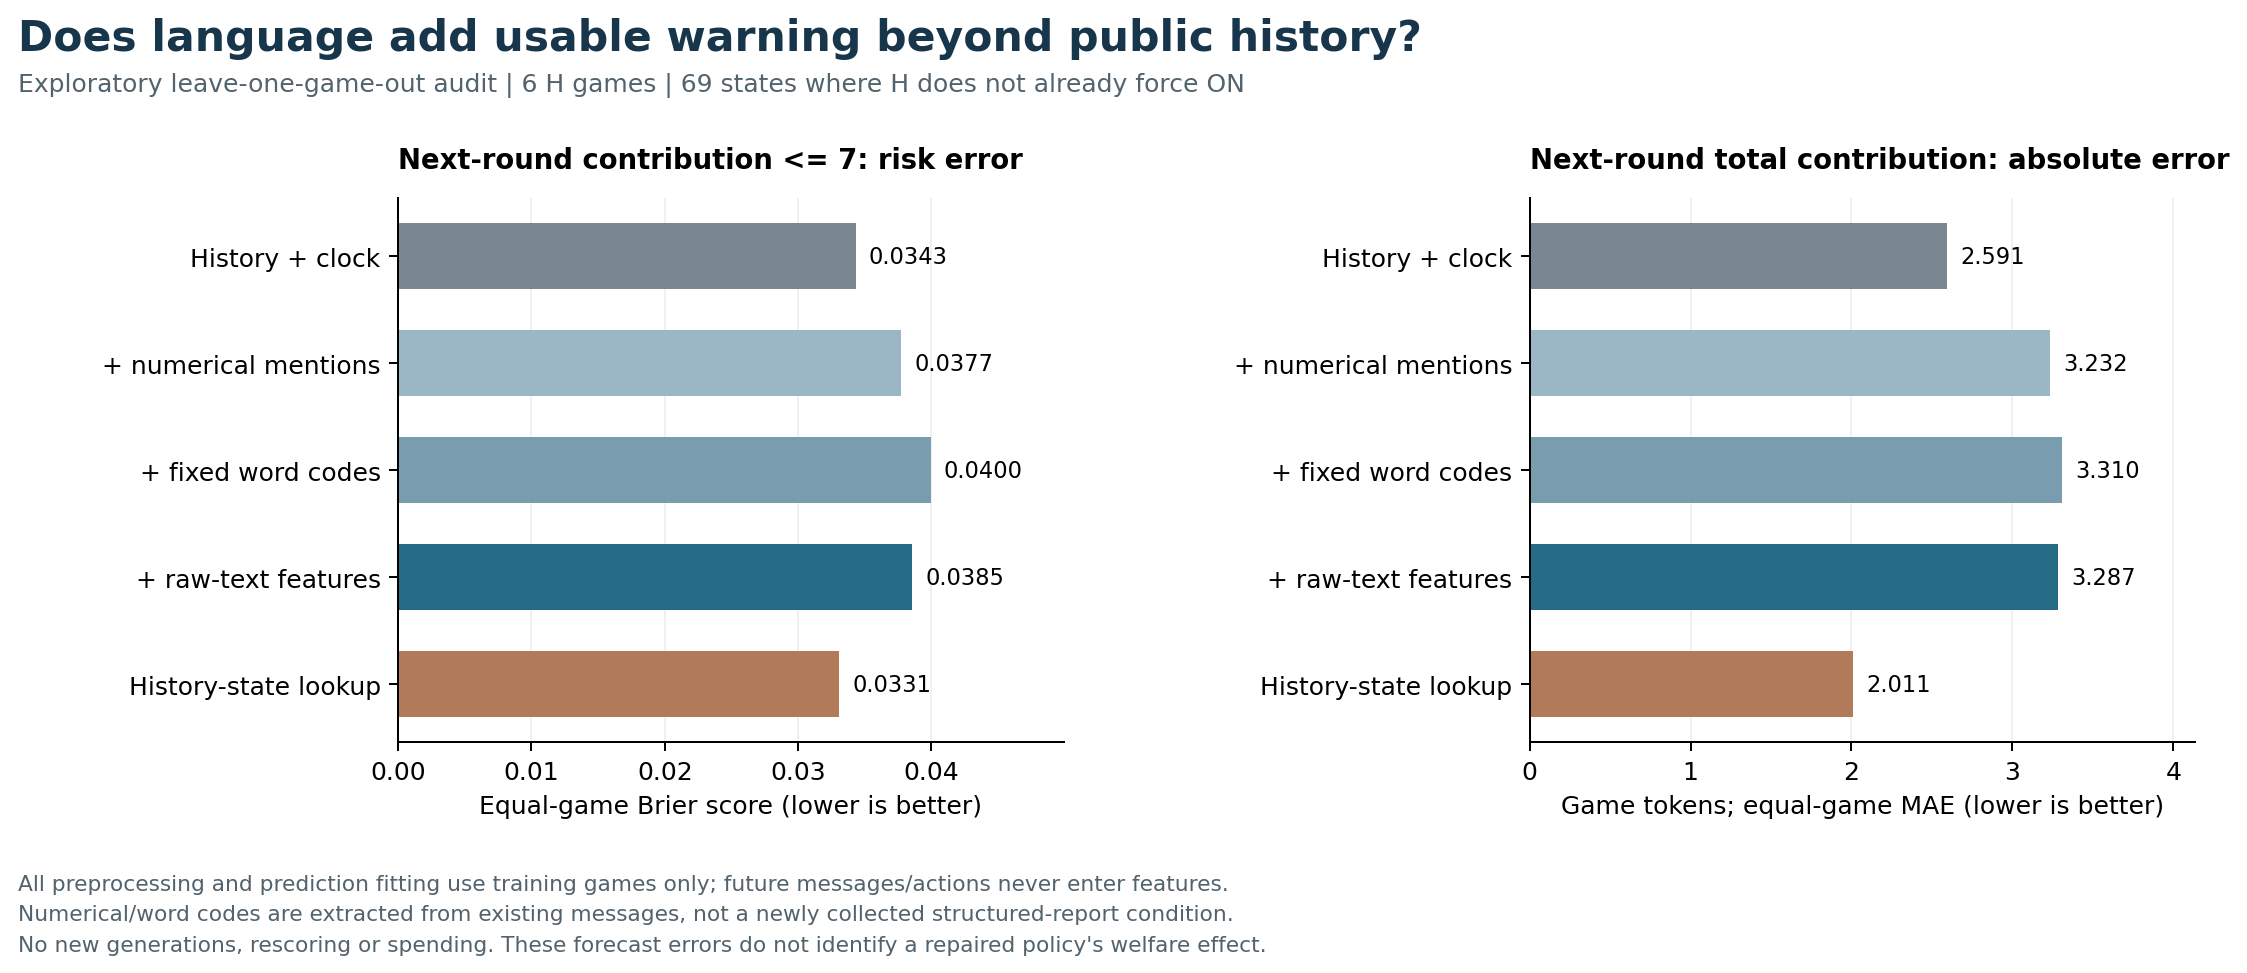 Does language add usable warning beyond public history?
Exploratory leave-one-game-out audit | 6 H games | 69 states where H does not already force ON
Next-round contribution <= 7: risk error
History + clock
0.0343
+ numerical mentions
0.0377
+ fixed word codes
0.0400
+ raw-text features
0.0385
History-state lookup
0.0331
0.00 0.01 0.02 0.03 0.04
Equal-game Brier score (lower is better)
Next-round total contribution: absolute error
History + clock
2.591
+ numerical mentions
3.232
+ fixed word codes
3.310
+ raw-text features
3.287
History-state lookup
2.011
0 1 2 3 4
Game tokens; equal-game MAE (lower is better)
All preprocessing and prediction fitting use training games only; future messages/actions never enter features.
Numerical/word codes are extracted from existing messages, not a newly collected structured-report condition.
No new generations, rescoring or spending. These forecast errors do not identify a repaired policy's welfare effect.